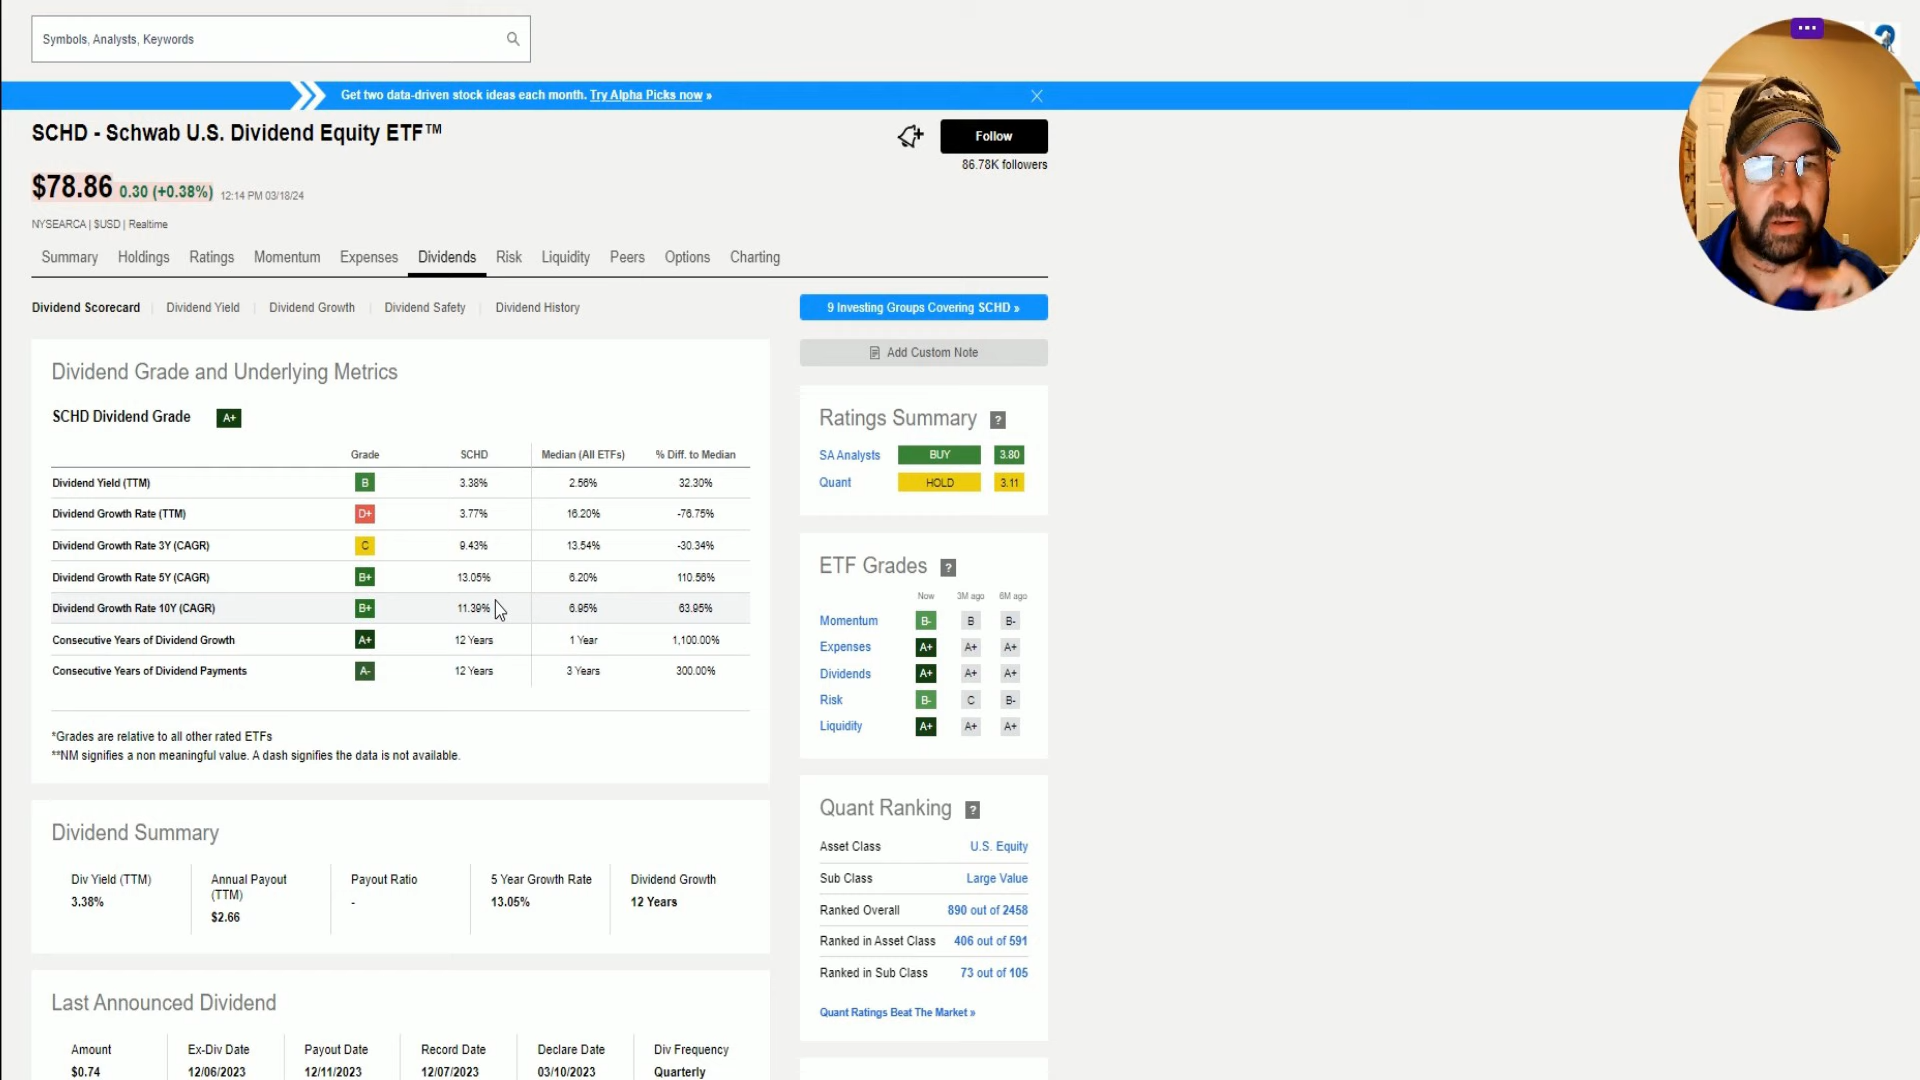 Symbols, Analysts, Keywords
Get two data-driven stock ideas each month. Try Alpha Picks now »
SCHD - Schwab U.S. Dividend Equity ETF™
Follow
86.78K followers
$78.86 0.30 (+0.38%) 12:14 PM 03/18/24
NYSEARCA | $USD | Realtime
Summary Holdings Ratings Momentum Expenses Dividends Risk Liquidity Peers Options Charting
Dividend Scorecard | Dividend Yield | Dividend Growth | Dividend Safety | Dividend History
9 Investing Groups Covering SCHD »
Add Custom Note
Dividend Grade and Underlying Metrics
SCHD Dividend Grade A+
Grade SCHD Median (All ETFs) % Diff. to Median
Dividend Yield (TTM) B 3.38% 2.56% 32.30%
Dividend Growth Rate (TTM) D+ 3.77% 16.20% -76.75%
Dividend Growth Rate 3Y (CAGR) C 9.43% 13.54% -30.34%
Dividend Growth Rate 5Y (CAGR) B+ 13.05% 6.20% 110.56%
Dividend Growth Rate 10Y (CAGR) B+ 11.39% 6.95% 63.95%
Consecutive Years of Dividend Growth A+ 12 Years 1 Year 1,100.00%
Consecutive Years of Dividend Payments A- 12 Years 3 Years 300.00%
*Grades are relative to all other rated ETFs
**NM signifies a non meaningful value. A dash signifies the data is not available.
Ratings Summary ?
SA Analysts BUY 3.80
Quant HOLD 3.11
ETF Grades ?
Now 3M ago 6M ago
Momentum B- B B-
Expenses A+ A+ A+
Dividends A+ A+ A+
Risk B- C B-
Liquidity A+ A+ A+
Dividend Summary
Div Yield (TTM) Annual Payout (TTM) Payout Ratio 5 Year Growth Rate Dividend Growth
3.38% $2.66 - 13.05% 12 Years
Quant Ranking ?
Asset Class U.S. Equity
Sub Class Large Value
Ranked Overall 890 out of 2458
Ranked in Asset Class 406 out of 591
Ranked in Sub Class 73 out of 105
Quant Ratings Beat The Market »
Last Announced Dividend
Amount Ex-Div Date Payout Date Record Date Declare Date Div Frequency
$0.74 12/06/2023 12/11/2023 12/07/2023 03/10/2023 Quarterly